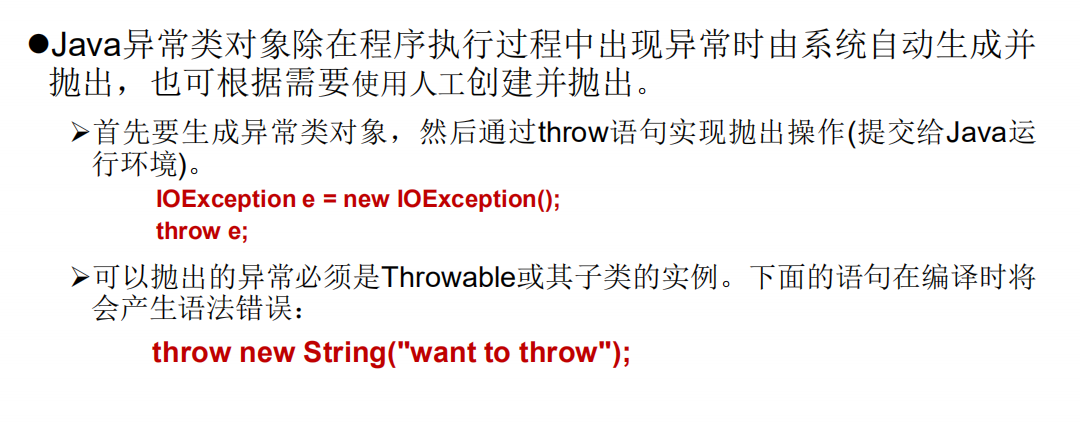 ●Java异常类对象除在程序执行过程中出现异常时由系统自动生成并
抛出，也可根据需要使用人工创建并抛出。
➢首先要生成异常类对象，然后通过throw语句实现抛出操作(提交给Java运
行环境)。
IOException e = new IOException();
throw e;
➢可以抛出的异常必须是Throwable或其子类的实例。下面的语句在编译时将
会产生语法错误：
throw new String("want to throw");